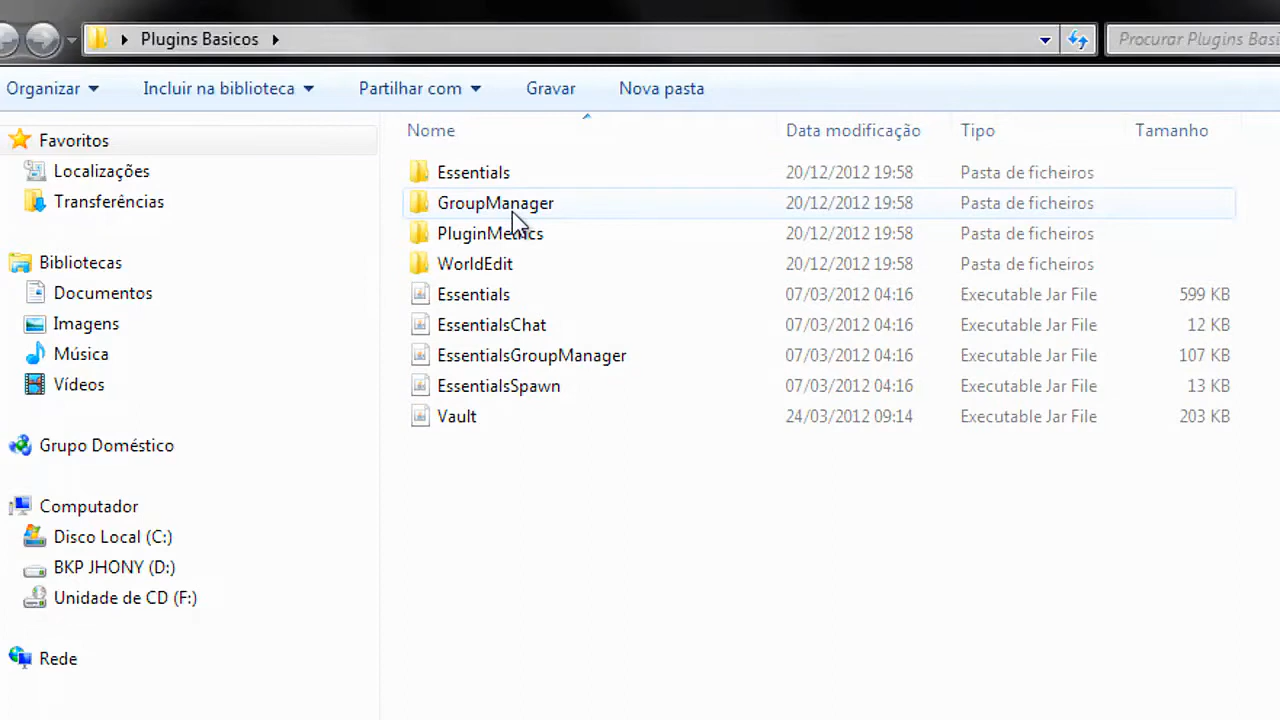 Plugins Basicos
Procurar Plugins Basi
Organizar Incluir na biblioteca Partilhar com Gravar Nova pasta
Nome Data modificação Tipo Tamanho
Favoritos
Localizações
Transferências
Bibliotecas
Documentos
Imagens
Música
Vídeos
Grupo Doméstico
Computador
Disco Local (C:)
BKP JHONY (D:)
Unidade de CD (F:)
Rede
Essentials 20/12/2012 19:58 Pasta de ficheiros
GroupManager 20/12/2012 19:58 Pasta de ficheiros
PluginMetrics 20/12/2012 19:58 Pasta de ficheiros
WorldEdit 20/12/2012 19:58 Pasta de ficheiros
Essentials 07/03/2012 04:16 Executable Jar File 599 KB
EssentialsChat 07/03/2012 04:16 Executable Jar File 12 KB
EssentialsGroupManager 07/03/2012 04:16 Executable Jar File 107 KB
EssentialsSpawn 07/03/2012 04:16 Executable Jar File 13 KB
Vault 24/03/2012 09:14 Executable Jar File 203 KB